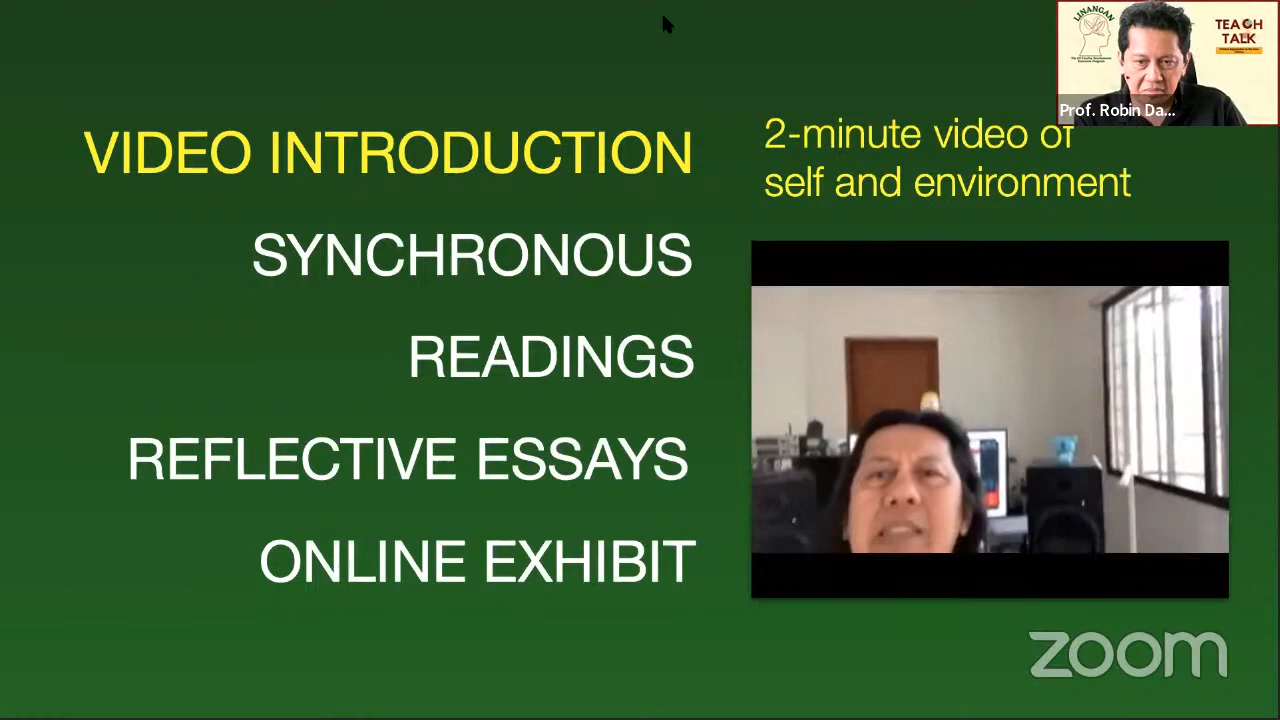 LINANGAN
TEACH
TALK
Prof. Robin Da...
VIDEO INTRODUCTION
2-minute video of
self and environment
SYNCHRONOUS
READINGS
REFLECTIVE ESSAYS
ONLINE EXHIBIT
zoom